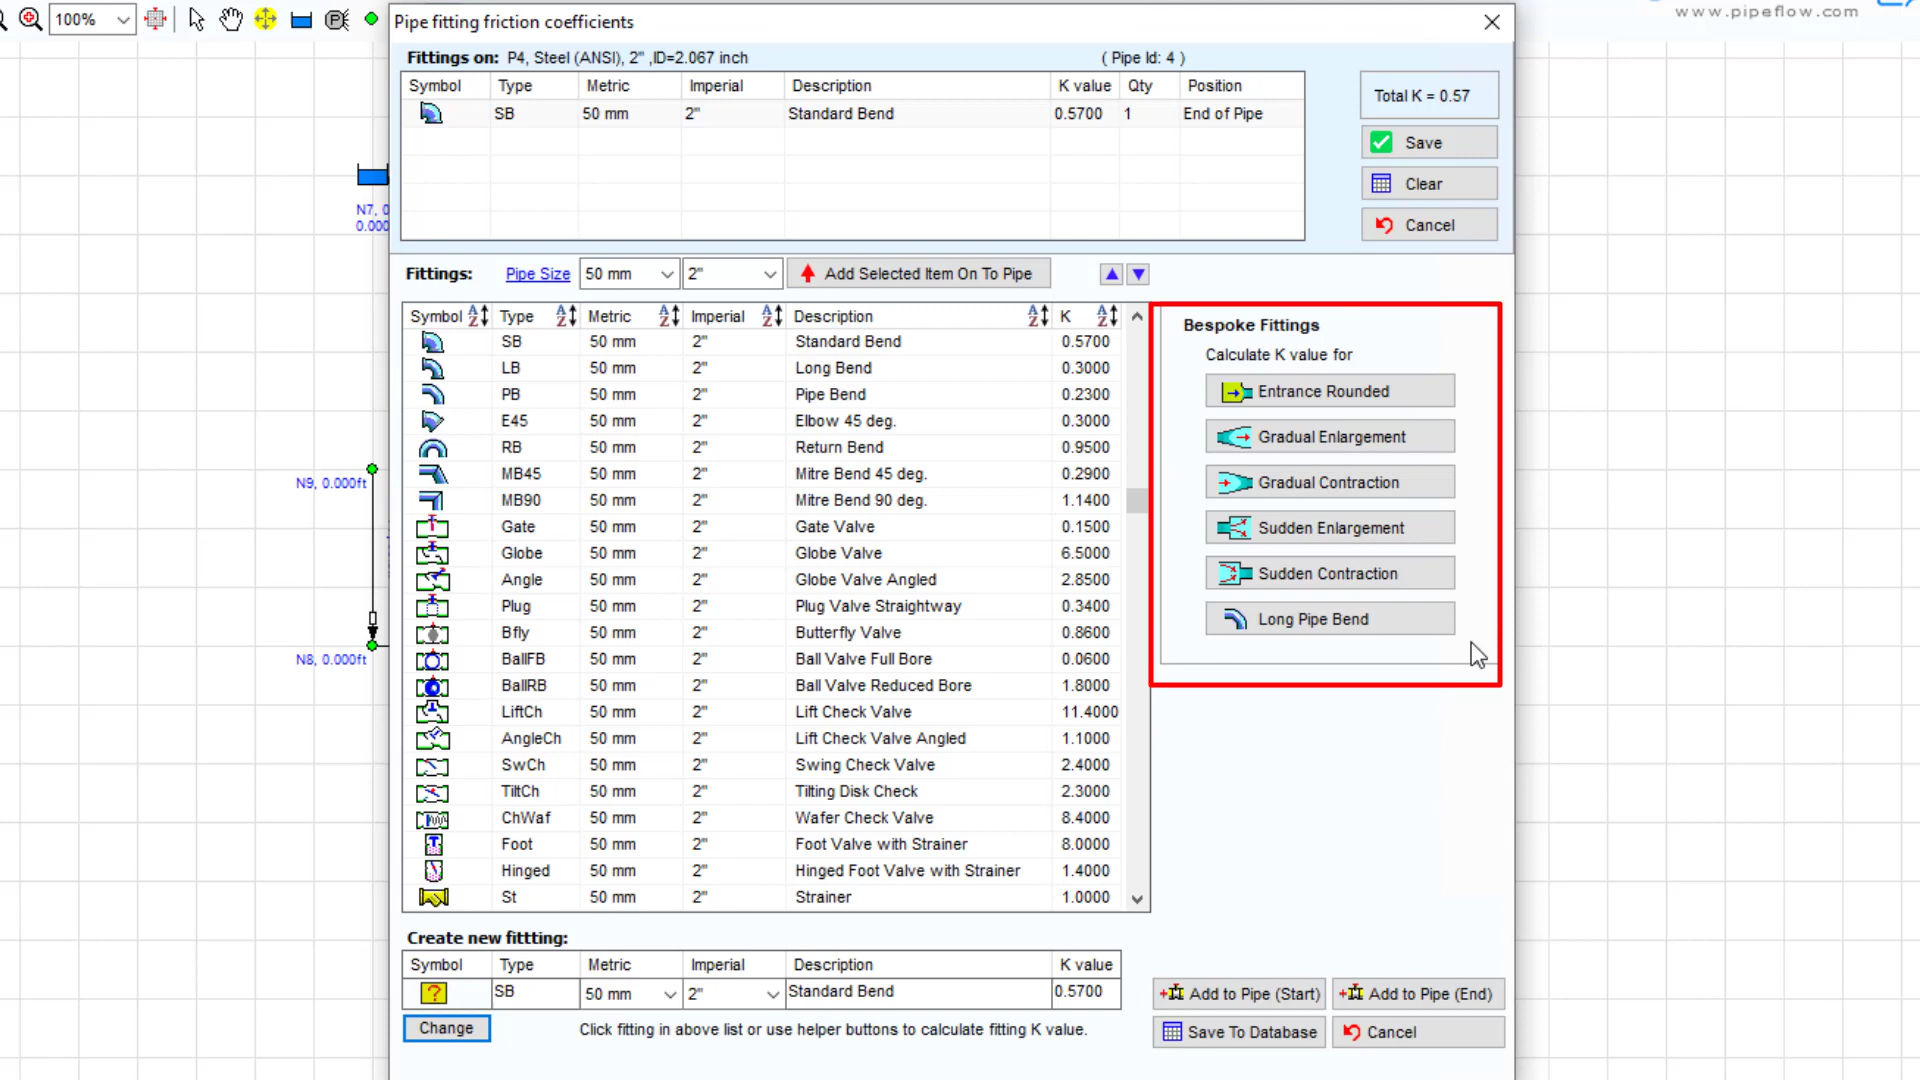 100%
Pipe fitting friction coefficients
www.pipeflow.com
Fittings on: P4, Steel (ANSI), 2" ,ID=2.067 inch ( Pipe Id: 4 )
Symbol Type Metric Imperial Description K value Qty Position
SB 50 mm 2" Standard Bend 0.5700 1 End of Pipe
Total K = 0.57
Save
Clear
Cancel
N7, 0
0.000
Fittings: Pipe Size 50 mm 2" Add Selected Item On To Pipe
Symbol Type Metric Imperial Description K
SB 50 mm 2" Standard Bend 0.5700
LB 50 mm 2" Long Bend 0.3000
PB 50 mm 2" Pipe Bend 0.2300
E45 50 mm 2" Elbow 45 deg. 0.3000
RB 50 mm 2" Return Bend 0.9500
MB45 50 mm 2" Mitre Bend 45 deg. 0.2900
MB90 50 mm 2" Mitre Bend 90 deg. 1.1400
Gate 50 mm 2" Gate Valve 0.1500
Globe 50 mm 2" Globe Valve 6.5000
Angle 50 mm 2" Globe Valve Angled 2.8500
Plug 50 mm 2" Plug Valve Straightway 0.3400
Bfly 50 mm 2" Butterfly Valve 0.8600
BallFB 50 mm 2" Ball Valve Full Bore 0.0600
BallRB 50 mm 2" Ball Valve Reduced Bore 1.8000
LiftCh 50 mm 2" Lift Check Valve 11.4000
AngleCh 50 mm 2" Lift Check Valve Angled 1.1000
SwCh 50 mm 2" Swing Check Valve 2.4000
TiltCh 50 mm 2" Tilting Disk Check 2.3000
ChWaf 50 mm 2" Wafer Check Valve 8.4000
Foot 50 mm 2" Foot Valve with Strainer 8.0000
Hinged 50 mm 2" Hinged Foot Valve with Strainer 1.4000
St 50 mm 2" Strainer 1.0000
Bespoke Fittings
Calculate K value for
Entrance Rounded
Gradual Enlargement
Gradual Contraction
Sudden Enlargement
Sudden Contraction
Long Pipe Bend
N9, 0.000ft
N8, 0.000ft
Create new fittting:
Symbol Type Metric Imperial Description K value
? SB 50 mm 2" Standard Bend 0.5700
Change Click fitting in above list or use helper buttons to calculate fitting K value.
Add to Pipe (Start) Add to Pipe (End)
Save To Database Cancel